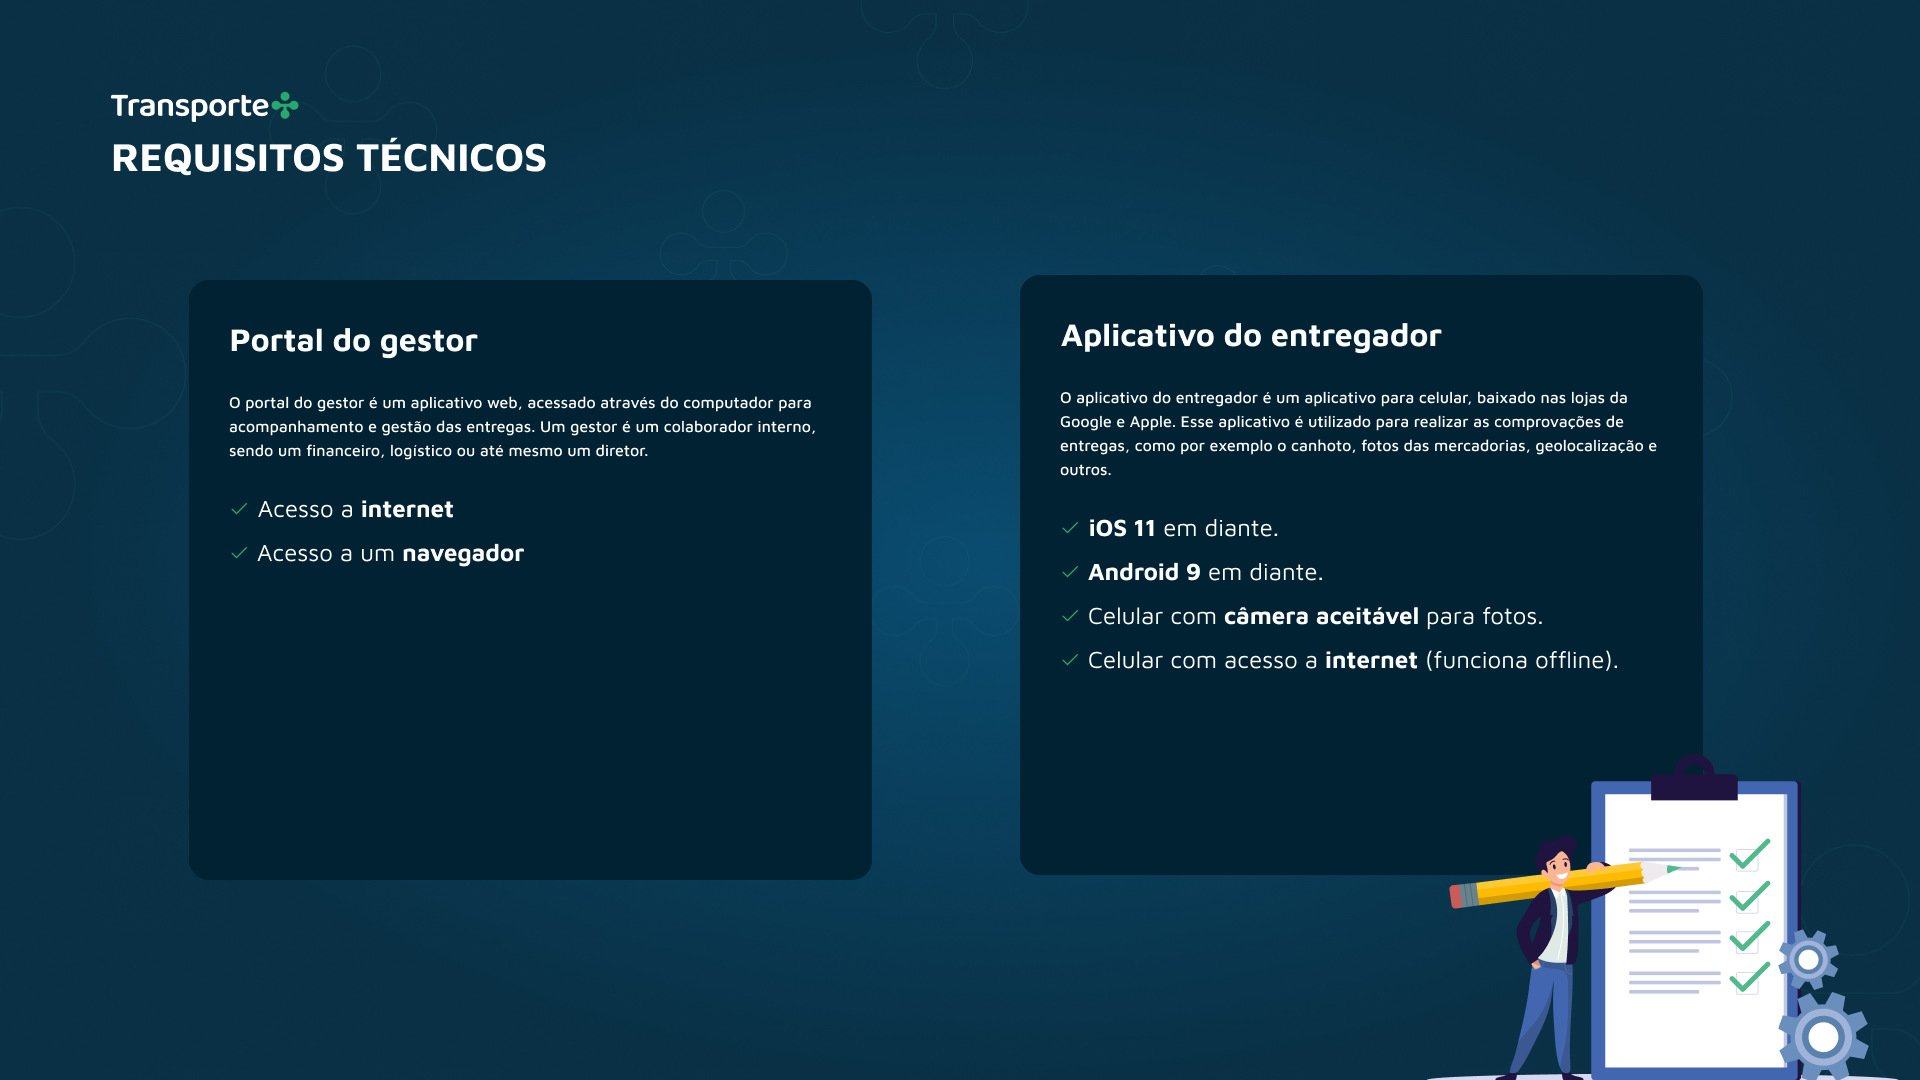 Transporte
REQUISITOS TÉCNICOS
Portal do gestor
O portal do gestor é um aplicativo web, acessado através do computador para
acompanhamento e gestão das entregas. Um gestor é um colaborador interno,
sendo um financeiro, logístico ou até mesmo um diretor.
Acesso a internet
Acesso a um navegador
Aplicativo do entregador
O aplicativo do entregador é um aplicativo para celular, baixado nas lojas da
Google e Apple. Esse aplicativo é utilizado para realizar as comprovações de
entregas, como por exemplo o canhoto, fotos das mercadorias, geolocalização e
outros.
iOS 11 em diante.
Android 9 em diante.
Celular com câmera aceitável para fotos.
Celular com acesso a internet (funciona offline).